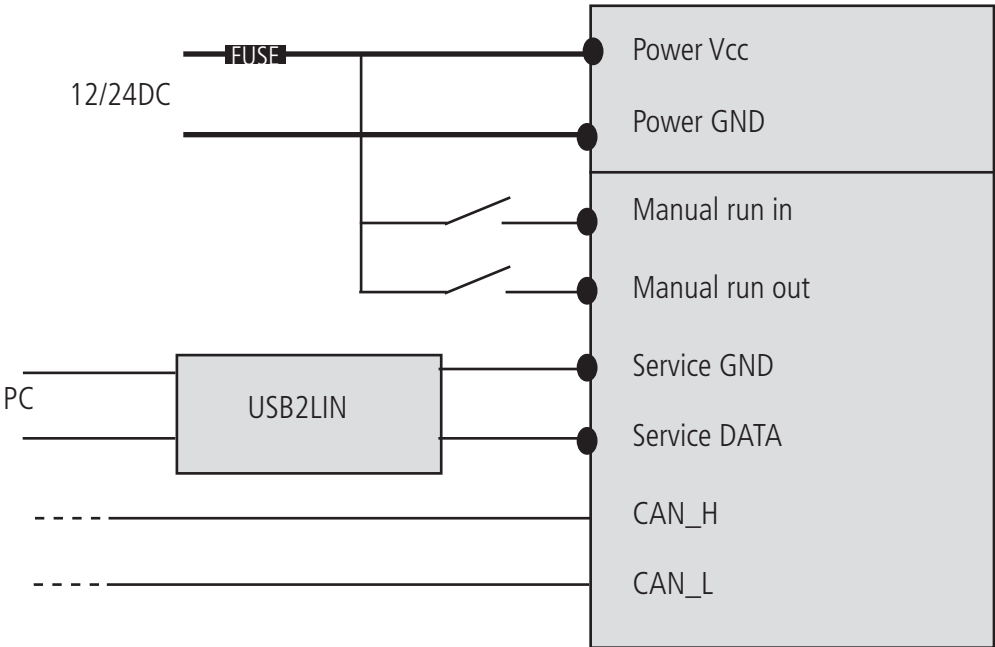 FUSE
Power Vcc
12/24DC
Power GND
Manual run in
Manual run out
Service GND
PC
USB2LIN
Service DATA
CAN_H
CAN_L